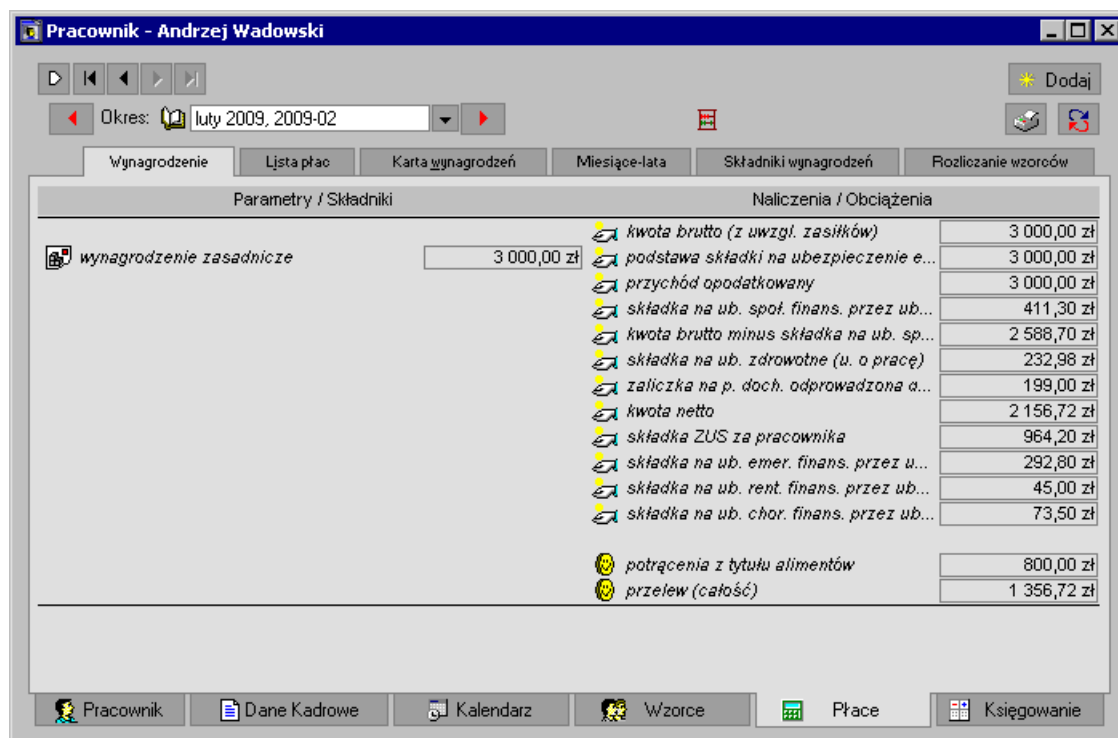 Pracownik - Andrzej Wadowski
Dodaj
Okres: luty 2009, 2009-02
Wynagrodzenie Lista płac Karta wynagrodzeń Miesiące-lata Składniki wynagrodzeń Rozliczanie wzorców
Parametry / Składniki Naliczenia / Obciążenia
kwota brutto (z uwzgl. zasiłków) 3 000,00 zł
wynagrodzenie zasadnicze 3 000,00 zł podstawa składki na ubezpieczenie e... 3 000,00 zł
przychód opodatkowany 3 000,00 zł
składka na ub. społ. finans. przez ub... 411,30 zł
kwota brutto minus składka na ub. sp... 2 588,70 zł
składka na ub. zdrowotne (u. o pracę) 232,98 zł
zaliczka na p. doch. odprowadzona d... 199,00 zł
kwota netto 2 156,72 zł
składka ZUS za pracownika 964,20 zł
składka na ub. emer. finans. przez u... 292,80 zł
składka na ub. rent. finans. przez ub... 45,00 zł
składka na ub. chor. finans. przez ub... 73,50 zł
potrącenia z tytułu alimentów 800,00 zł
przelew (całość) 1 356,72 zł
Pracownik Dane Kadrowe Kalendarz Wzorce Płace Księgowanie